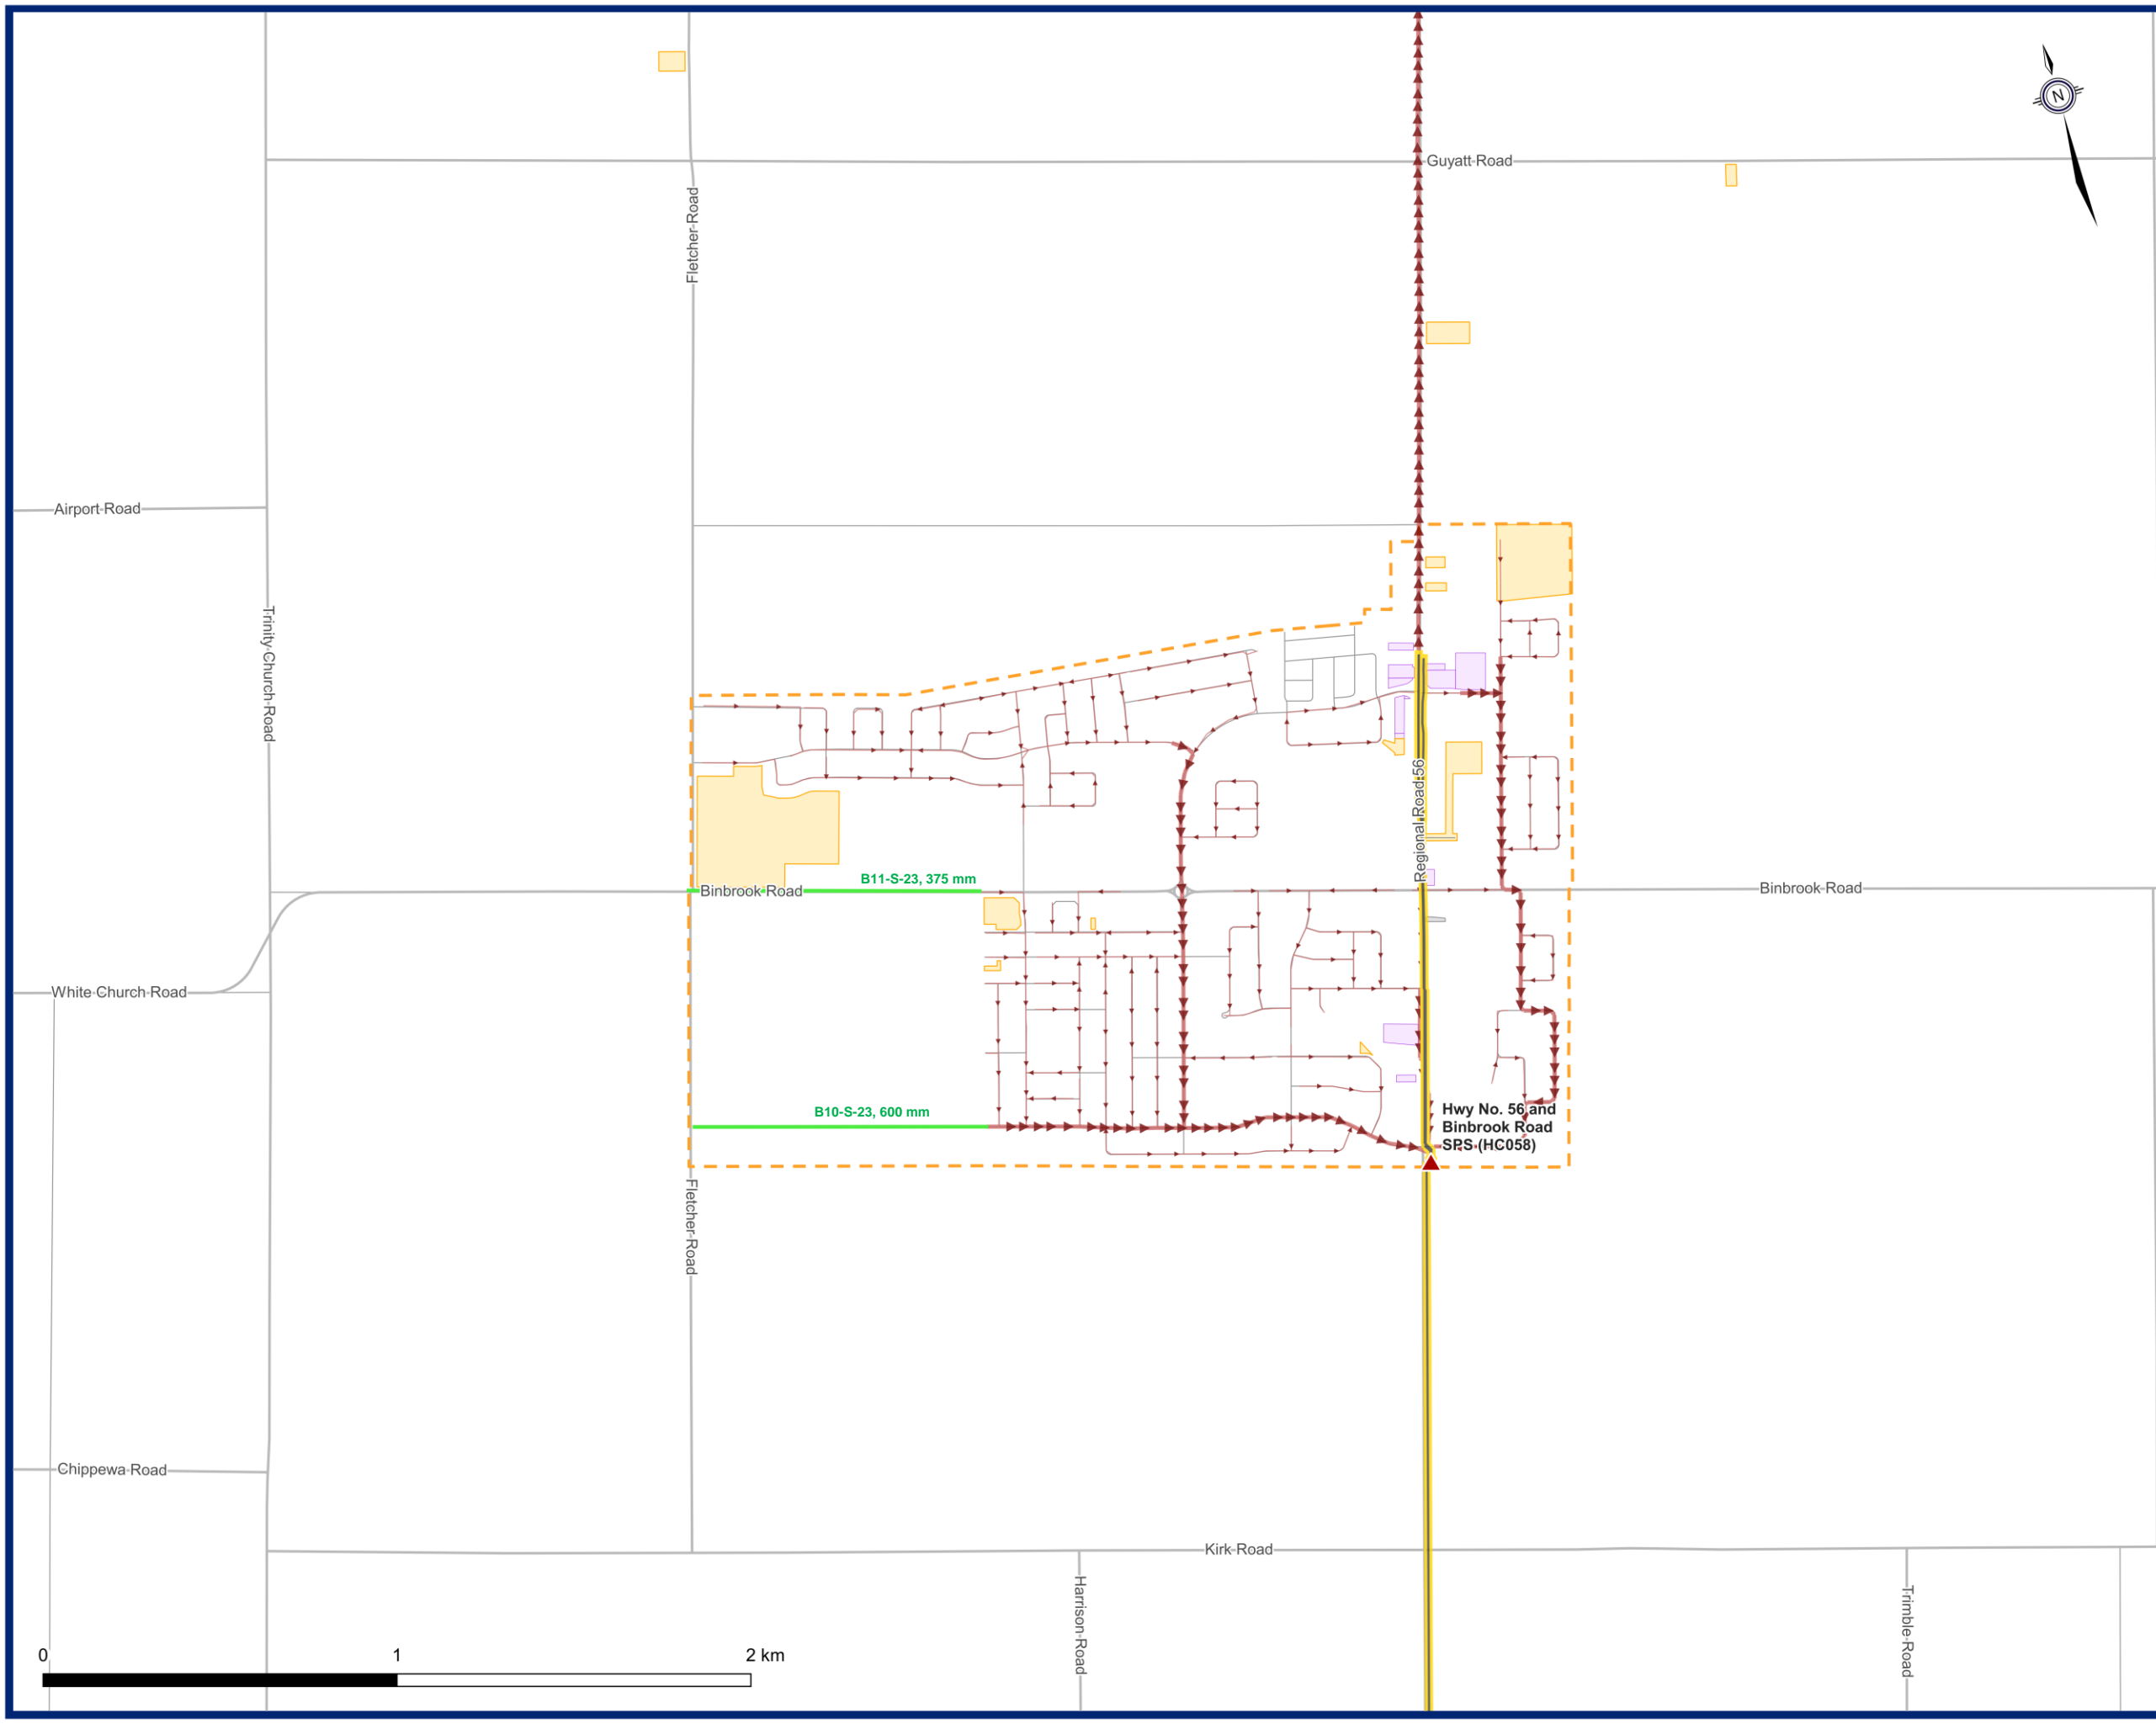 N
Guyatt Road
Fletcher Road
Airport Road
Trinity Church Road
Regional Road 56
B11-S-23, 375 mm
Binbrook Road
Binbrook Road
White Church Road
B10-S-23, 600 mm
Hwy No. 56 and
Binbrook Road
SPS (HC058)
Fletcher Road
Chippewa Road
Kirk Road
Harrison Road
Trimble Road
0 1 2 km